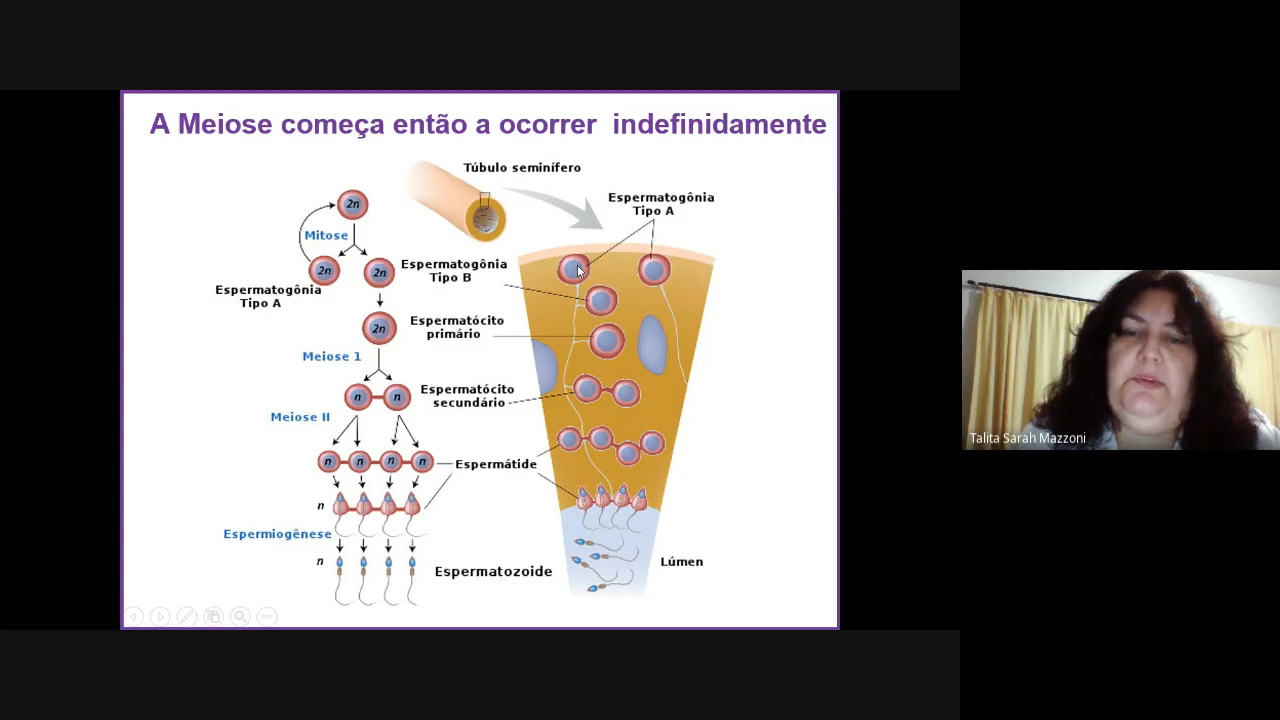 A Meiose começa então a ocorrer indefinidamente
Túbulo seminífero
Espermatogônia
Tipo A
2n
Mitose
2n
2n
Espermatogônia
Tipo A
Espermatogônia
Tipo B
2n
Espermatócito
primário
Meiose 1
n
n
Espermatócito
secundário
Meiose II
n
n
n
n
Espermátide
n
Espermiogênese
n
Espermatozoide
Lúmen
Talita Sarah Mazzoni